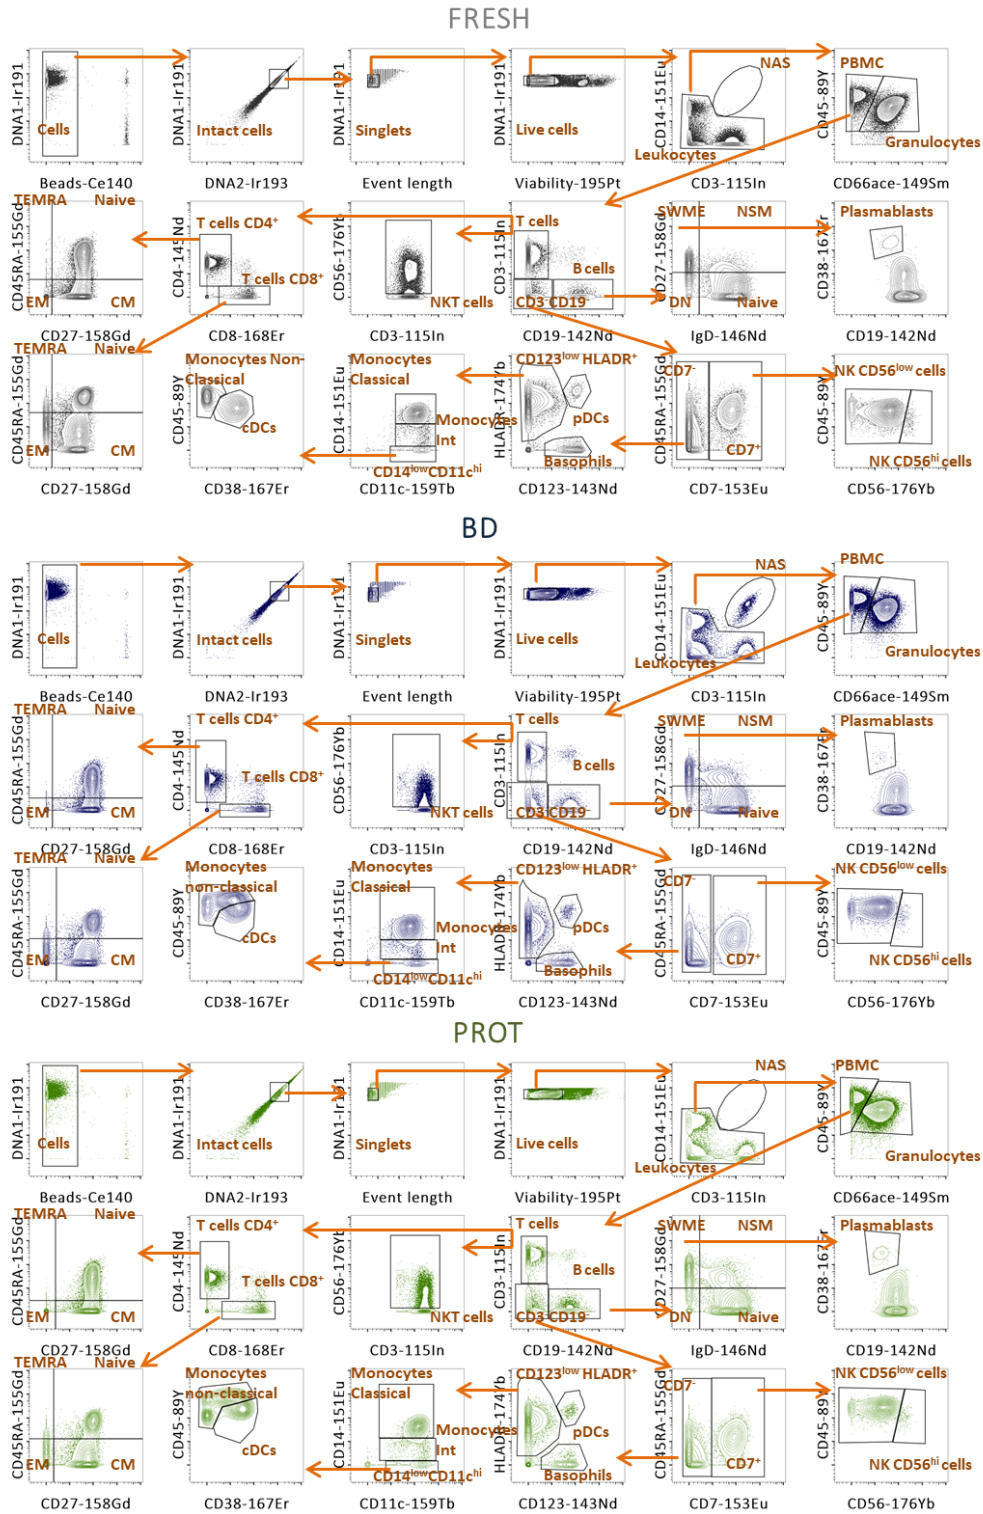 FRESH
DNA1-Ir191 DNA1-Ir191 DNA1-Ir191 DNA1-Ir191 CD14-151Eu CD45-89Y
NAS PBMC
Cells Intact cells Singlets Live cells Leukocytes Granulocytes
Beads-Ce140 DNA2-Ir193 Event length Viability-195Pt CD3-115In CD66ace-149Sm
TEMRA Naive T cells CD4⁺ T cells SWME NSM Plasmablasts
CD45RA-155Gd CD4-145Nd CD56-176Yb CD3-115In CD27-158Gd
T cells CD8⁺ B cells
EM CM NKT cells CD3⁻CD19⁻ DN Naive
CD27-158Gd CD8-168Er CD3-115In CD19-142Nd IgD-146Nd CD19-142Nd
TEMRA Naive Monocytes Non-Classical Monocytes Classical CD123low HLADR⁺ CD7⁻ NK CD56low cells
CD45RA-155Gd CD45-89Y CD14-151Eu HLADR-174Yb CD45RA-155Gd CD45-89Y
cDCs Monocytes Int pDCs
EM CM CD14lowCD11chi Basophils CD7⁺ NK CD56hi cells
CD27-158Gd CD38-167Er CD11c-159Tb CD123-143Nd CD7-153Eu CD56-176Yb
BD
DNA1-Ir191 DNA1-Ir191 DNA1-Ir191 DNA1-Ir191 CD14-151Eu CD45-89Y
NAS PBMC
Cells Intact cells Singlets Live cells Leukocytes Granulocytes
Beads-Ce140 DNA2-Ir193 Event length Viability-195Pt CD3-115In CD66ace-149Sm
TEMRA Naive T cells CD4⁺ T cells SWME NSM Plasmablasts
CD45RA-155Gd CD4-145Nd CD56-176Yb CD3-115In CD27-158Gd
T cells CD8⁺ B cells
EM CM NKT cells CD3⁻CD19⁻ DN Naive
CD27-158Gd CD8-168Er CD3-115In CD19-142Nd IgD-146Nd CD19-142Nd
TEMRA Naive Monocytes non-classical Monocytes Classical CD123low HLADR⁺ CD7⁻ NK CD56low cells
CD45RA-155Gd CD45-89Y CD14-151Eu HLADR-174Yb CD45RA-155Gd CD45-89Y
cDCs Monocytes Int pDCs
EM CM CD14lowCD11chi Basophils CD7⁺ NK CD56hi cells
CD27-158Gd CD38-167Er CD11c-159Tb CD123-143Nd CD7-153Eu CD56-176Yb
PROT
DNA1-Ir191 DNA1-Ir191 DNA1-Ir191 DNA1-Ir191 CD14-151Eu CD45-89Y
NAS PBMC
Cells Intact cells Singlets Live cells Leukocytes Granulocytes
Beads-Ce140 DNA2-Ir193 Event length Viability-195Pt CD3-115In CD66ace-149Sm
TEMRA Naive T cells CD4⁺ T cells SWME NSM Plasmablasts
CD45RA-155Gd CD4-145Nd CD56-176Yb CD3-115In CD27-158Gd
T cells CD8⁺ B cells
EM CM NKT cells CD3⁻CD19⁻ DN Naive
CD27-158Gd CD8-168Er CD3-115In CD19-142Nd IgD-146Nd CD19-142Nd
TEMRA Naive Monocytes non-classical Monocytes Classical CD123low HLADR⁺ CD7⁻ NK CD56low cells
CD45RA-155Gd CD45-89Y CD14-151Eu HLADR-174Yb CD45RA-155Gd CD45-89Y
cDCs Monocytes Int pDCs
EM CM CD14lowCD11chi Basophils CD7⁺ NK CD56hi cells
CD27-158Gd CD38-167Er CD11c-159Tb CD123-143Nd CD7-153Eu CD56-176Yb